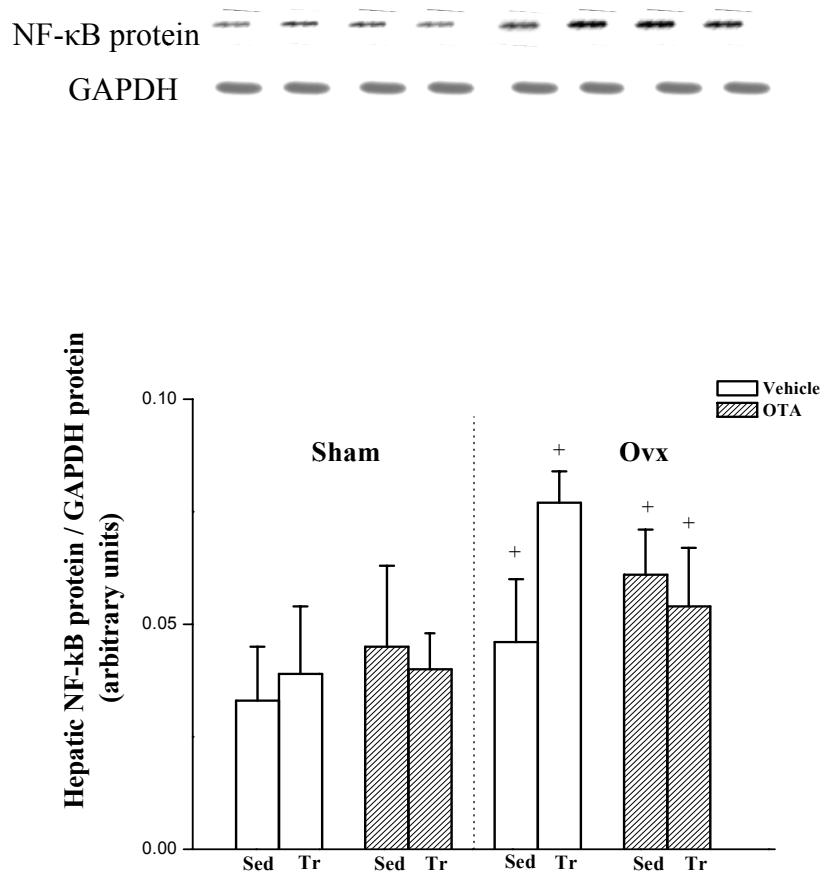 NF-κB protein
GAPDH
Hepatic NF-kB protein / GAPDH protein
(arbitrary units)
0.10
0.05
0.00
Vehicle
OTA
Sham
Ovx
+
+
+
+
Sed Tr Sed Tr Sed Tr Sed Tr